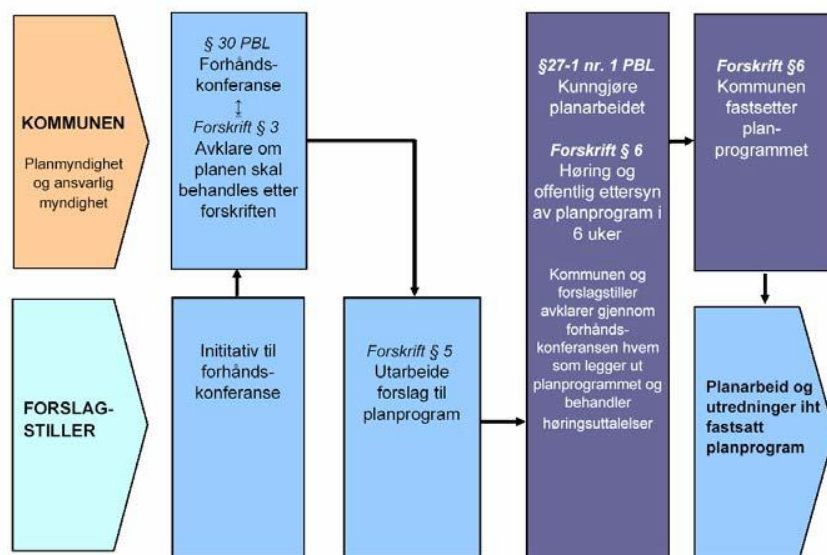 KOMMUNEN
Planmyndighet
og ansvarlig
myndighet
§ 30 PBL
Forhånds-
konferanse
↕
Forskrift § 3
Avklare om
planen skal
behandles etter
forskriften
§27-1 nr. 1 PBL
Kunngjøre
planarbeidet
Forskrift § 6
Høring og
offentlig ettersyn
av planprogram i
6 uker
Kommunen og
forslagstiller
avklarer gjennom
forhånds-
konferansen hvem
som legger ut
planprogrammet og
behandler
høringsuttalelser
Forskrift §6
Kommunen
fastsetter
plan-
programmet
FORSLAG-
STILLER
Inititativ til
forhånds-
konferanse
Forskrift § 5
Utarbeide
forslag til
planprogram
Planarbeid og
utredninger iht
fastsatt
planprogram